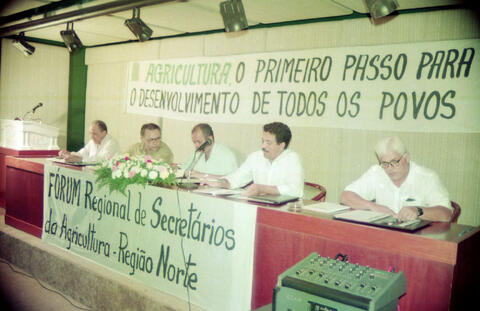 AGRICULTURA, O PRIMEIRO PASSO PARA
O DESENVOLVIMENTO DE TODOS OS POVOS
FÓRUM Regional de Secretários
da Agricultura - Região Norte